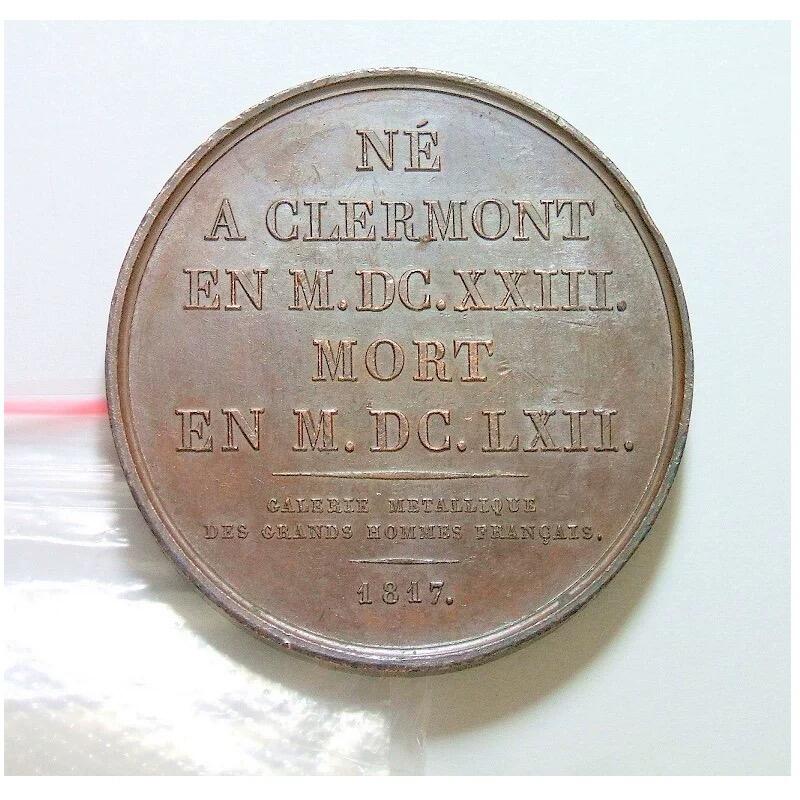 NÉ
A CLERMONT
EN M.DC.XXIII.
MORT
EN M.DC.LXII.
GALERIE METALLIQUE
DES GRANDS HOMMES FRANÇAIS.
1817.